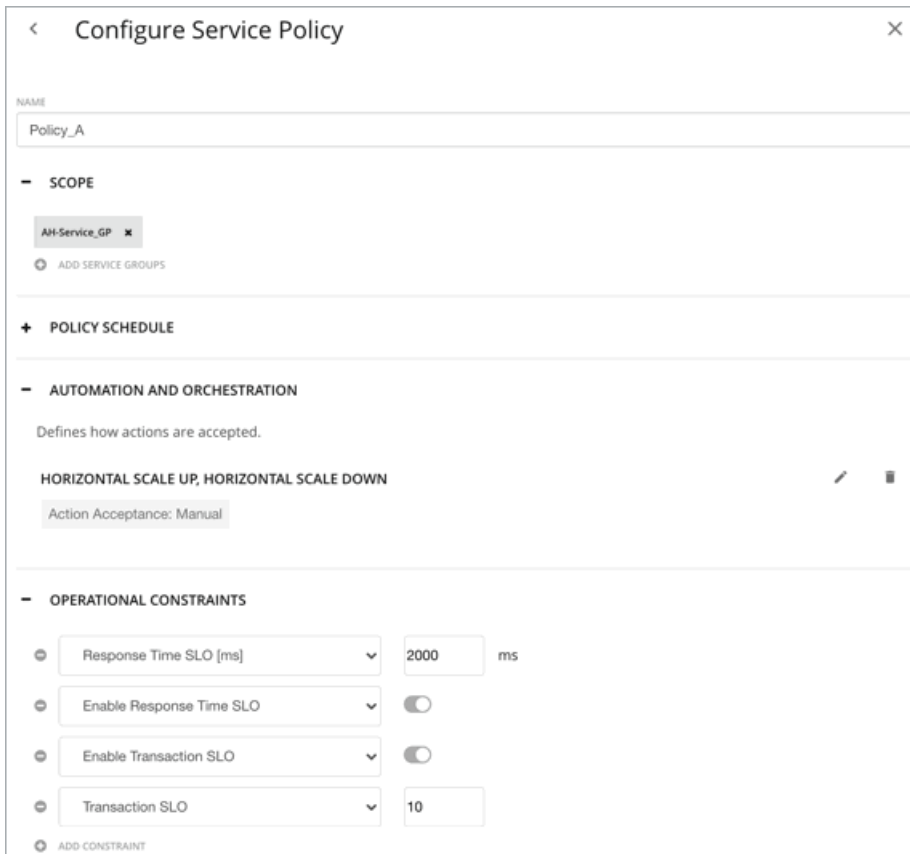 Configure Service Policy
NAME
Policy_A
SCOPE
AH-Service_GP
ADD SERVICE GROUPS
POLICY SCHEDULE
AUTOMATION AND ORCHESTRATION
Defines how actions are accepted.
HORIZONTAL SCALE UP, HORIZONTAL SCALE DOWN
Action Acceptance: Manual
OPERATIONAL CONSTRAINTS
Response Time SLO [ms] 2000 ms
Enable Response Time SLO
Enable Transaction SLO
Transaction SLO 10
ADD CONSTRAINT